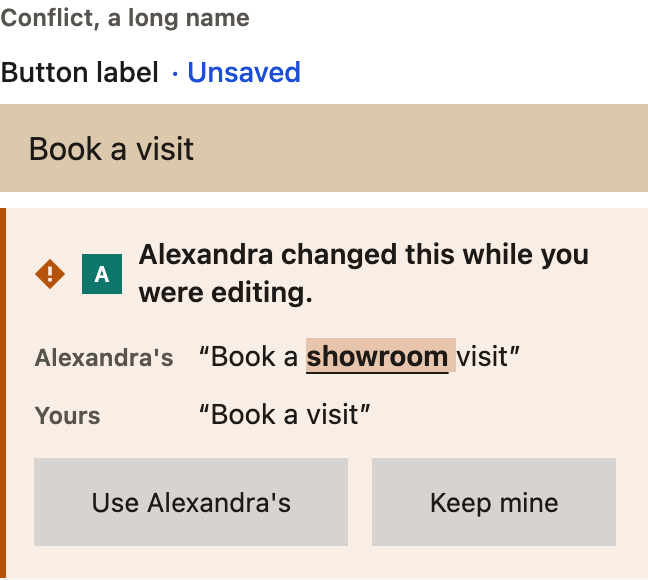 Conflict, a long name
Button label · Unsaved
Book a visit
A
Alexandra changed this while you
were editing.
Alexandra's “Book a showroom visit”
Yours “Book a visit”
Use Alexandra's Keep mine